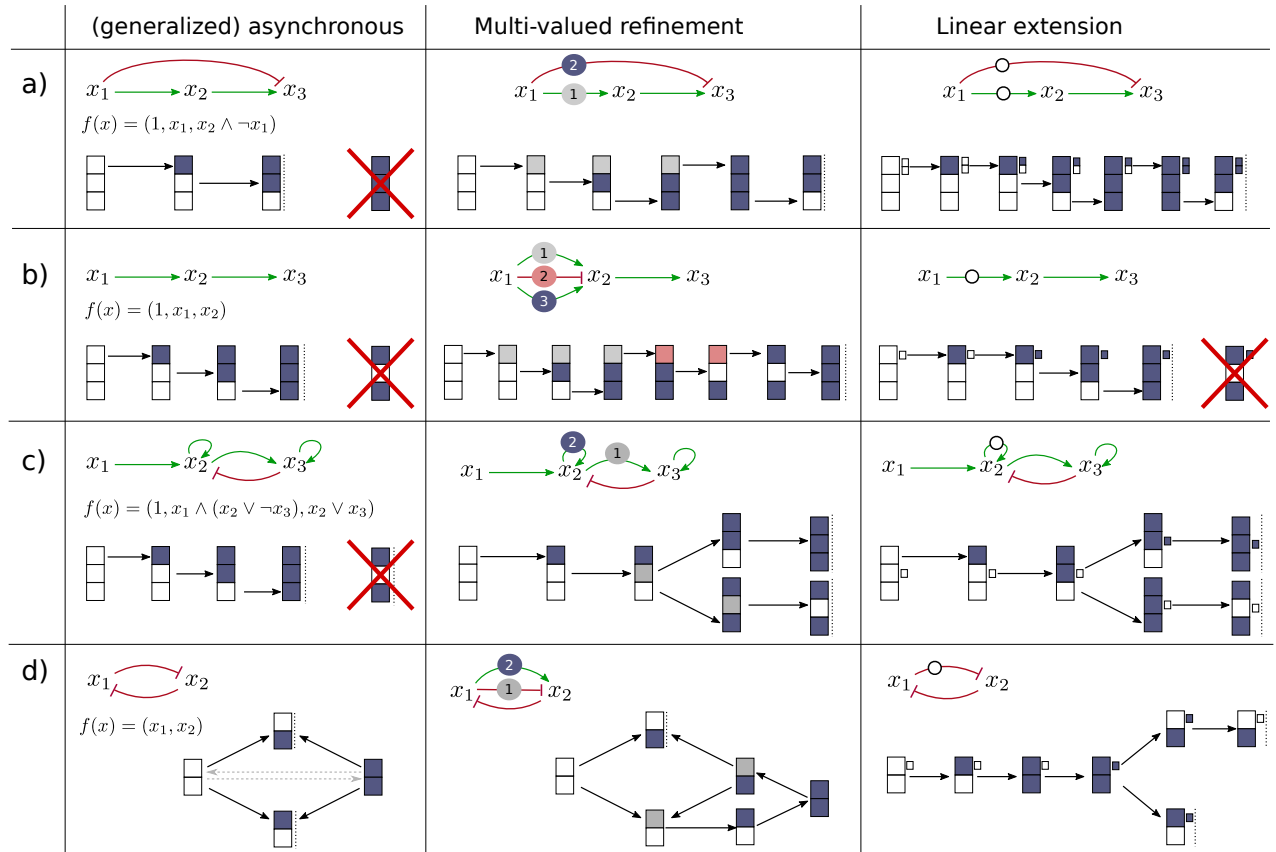 (generalized) asynchronous
Multi-valued refinement
Linear extension
a)
x₁ x₂ x₃
f(x) = (1, x₁, x₂ ∧ ¬x₁)
2
x₁ 1 x₂ x₃
x₁ x₂ x₃
b)
x₁ x₂ x₃
f(x) = (1, x₁, x₂)
1
x₁ 2 x₂ x₃
3
x₁ x₂ x₃
c)
x₁ x₂ x₃
f(x) = (1, x₁ ∧ (x₂ ∨ ¬x₃), x₂ ∨ x₃)
2 1
x₁ x₂ x₃
x₁ x₂ x₃
d)
x₁ x₂
f(x) = (x₁, x₂)
2
x₁ 1 x₂
x₁ x₂